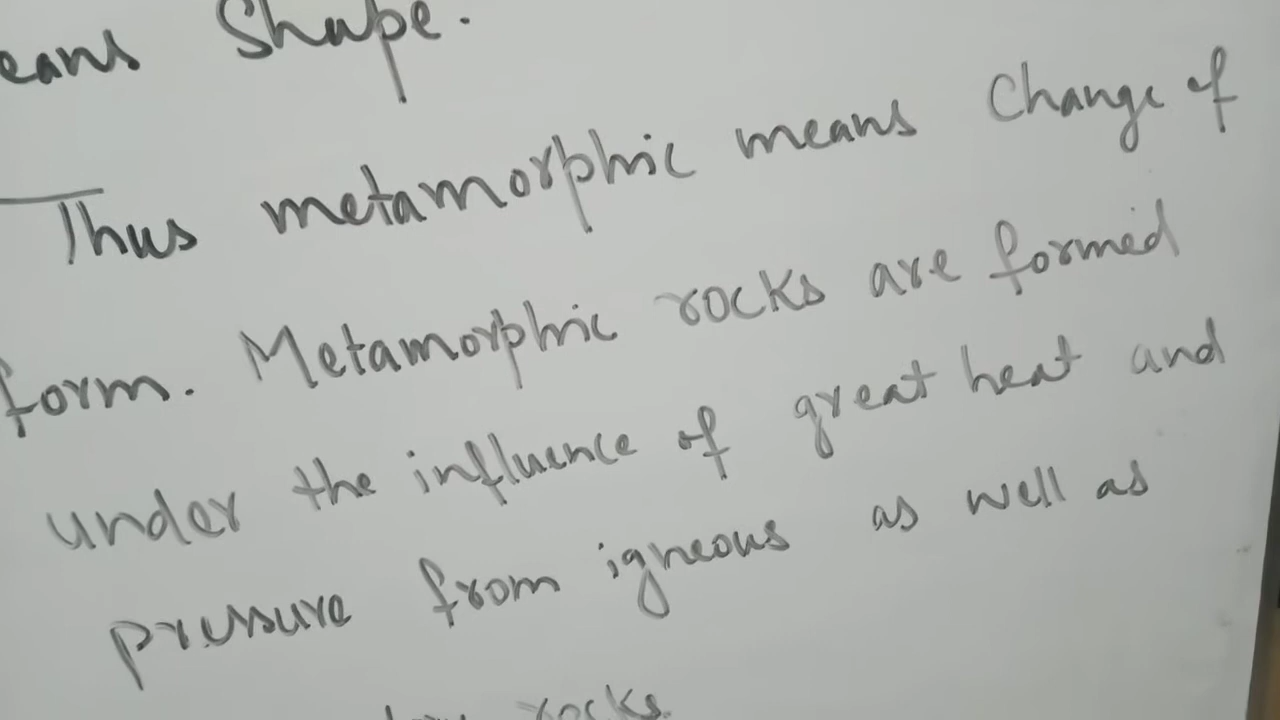 Shape.
Thus metamorphic means Change of
form. Metamorphic rocks are formed
under the influence of great heat and
pressure from igneous as well as
rocks.